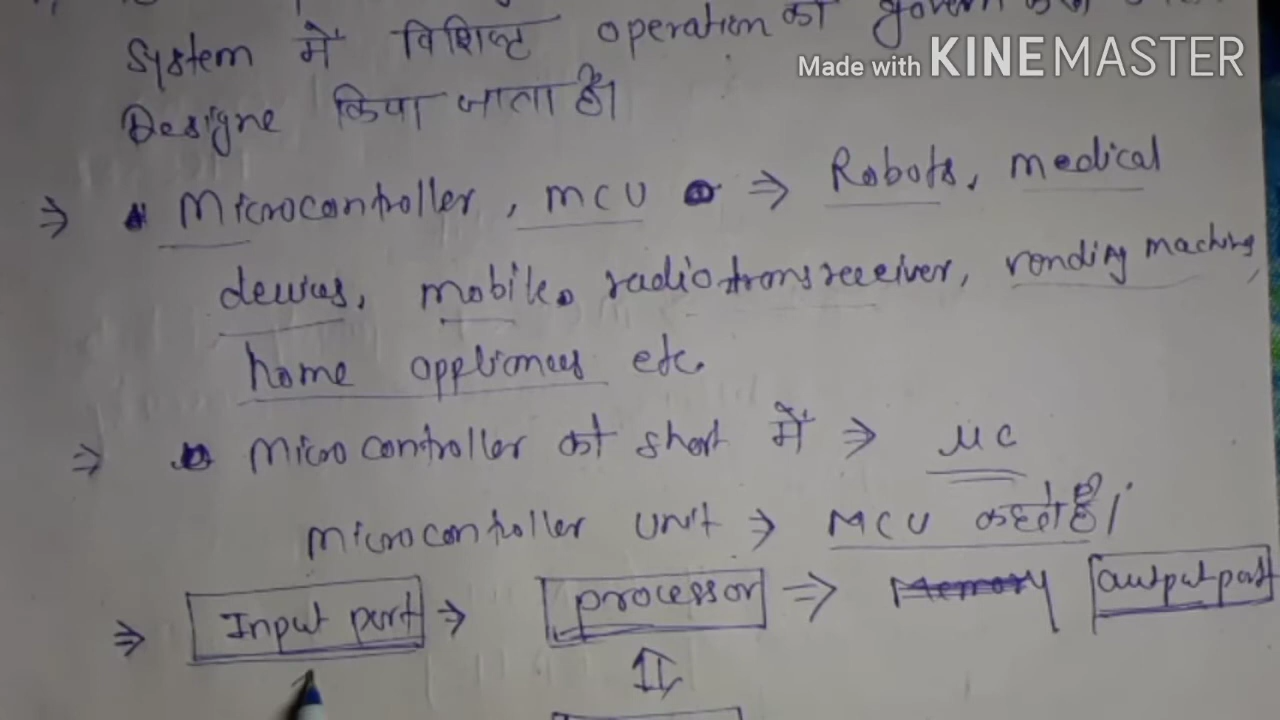 System में विशिष्ट operation को govern
Made with KINEMASTER
Designe किया जाता है।
⇒ Microcontroller, MCU ⇒ Robots, medical
devices, mobile, radio transreceiver, vending machine,
home appliances etc.
⇒ Microcontroller को short में ⇒ μc
Microcontroller unit ⇒ MCU कहते हैं।
⇒ Input port ⇒ processor ⇒ Memory output port